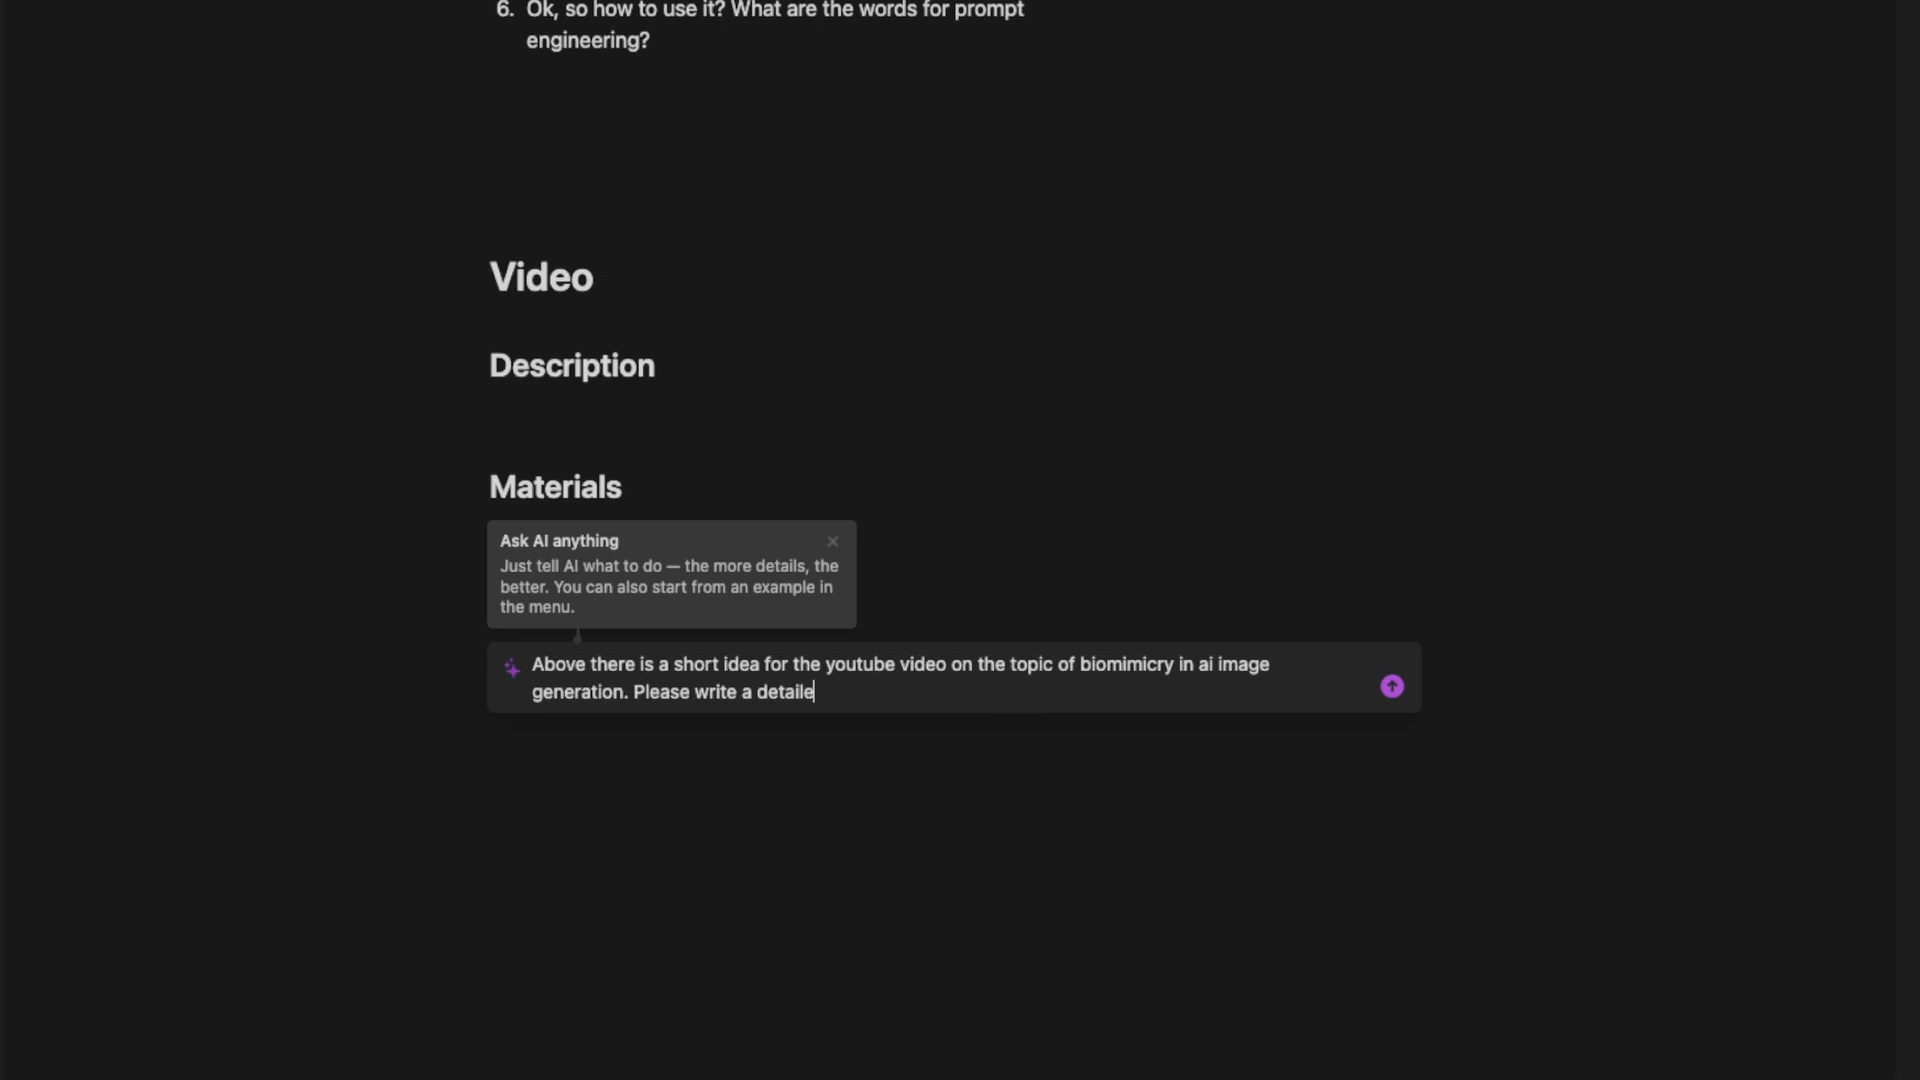 6. Ok, so how to use it? What are the words for prompt
engineering?
Video
Description
Materials
Ask AI anything
Just tell AI what to do — the more details, the
better. You can also start from an example in
the menu.
Above there is a short idea for the youtube video on the topic of biomimicry in ai image
generation. Please write a detaile